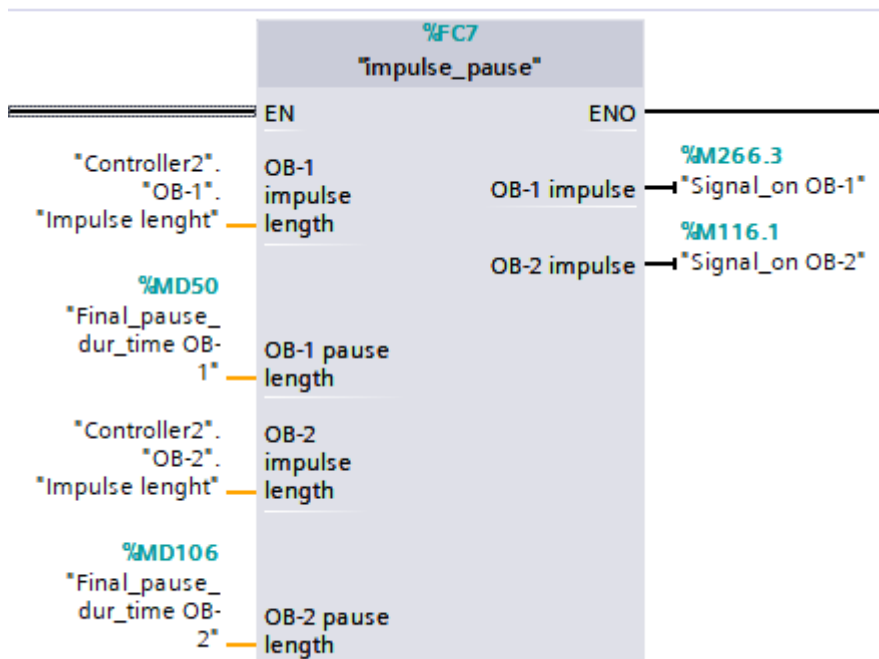 %FC7
"impulse_pause"
EN
ENO
"Controller2".
"OB-1".
"Impulse lenght"
OB-1
impulse
length
OB-1 impulse
%M266.3
"Signal_on OB-1"
OB-2 impulse
%M116.1
"Signal_on OB-2"
%MD50
"Final_pause_
dur_time OB-
1"
OB-1 pause
length
"Controller2".
"OB-2".
"Impulse lenght"
OB-2
impulse
length
%MD106
"Final_pause_
dur_time OB-
2"
OB-2 pause
length